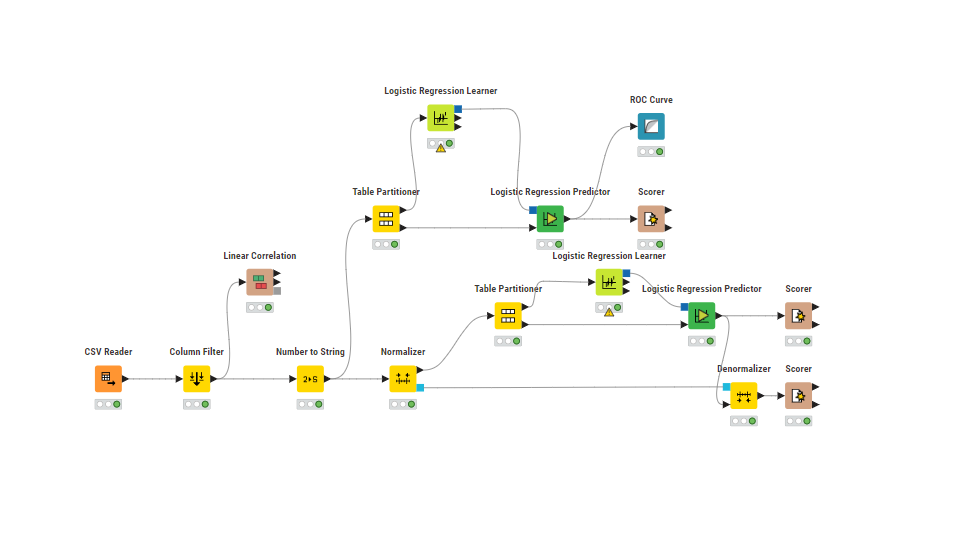 Logistic Regression Learner
ROC Curve
Table Partitioner
Logistic Regression Predictor
Scorer
Linear Correlation
Logistic Regression Learner
Table Partitioner
Logistic Regression Predictor
Scorer
CSV Reader
Column Filter
Number to String
2 S
Normalizer
Denormalizer
Scorer